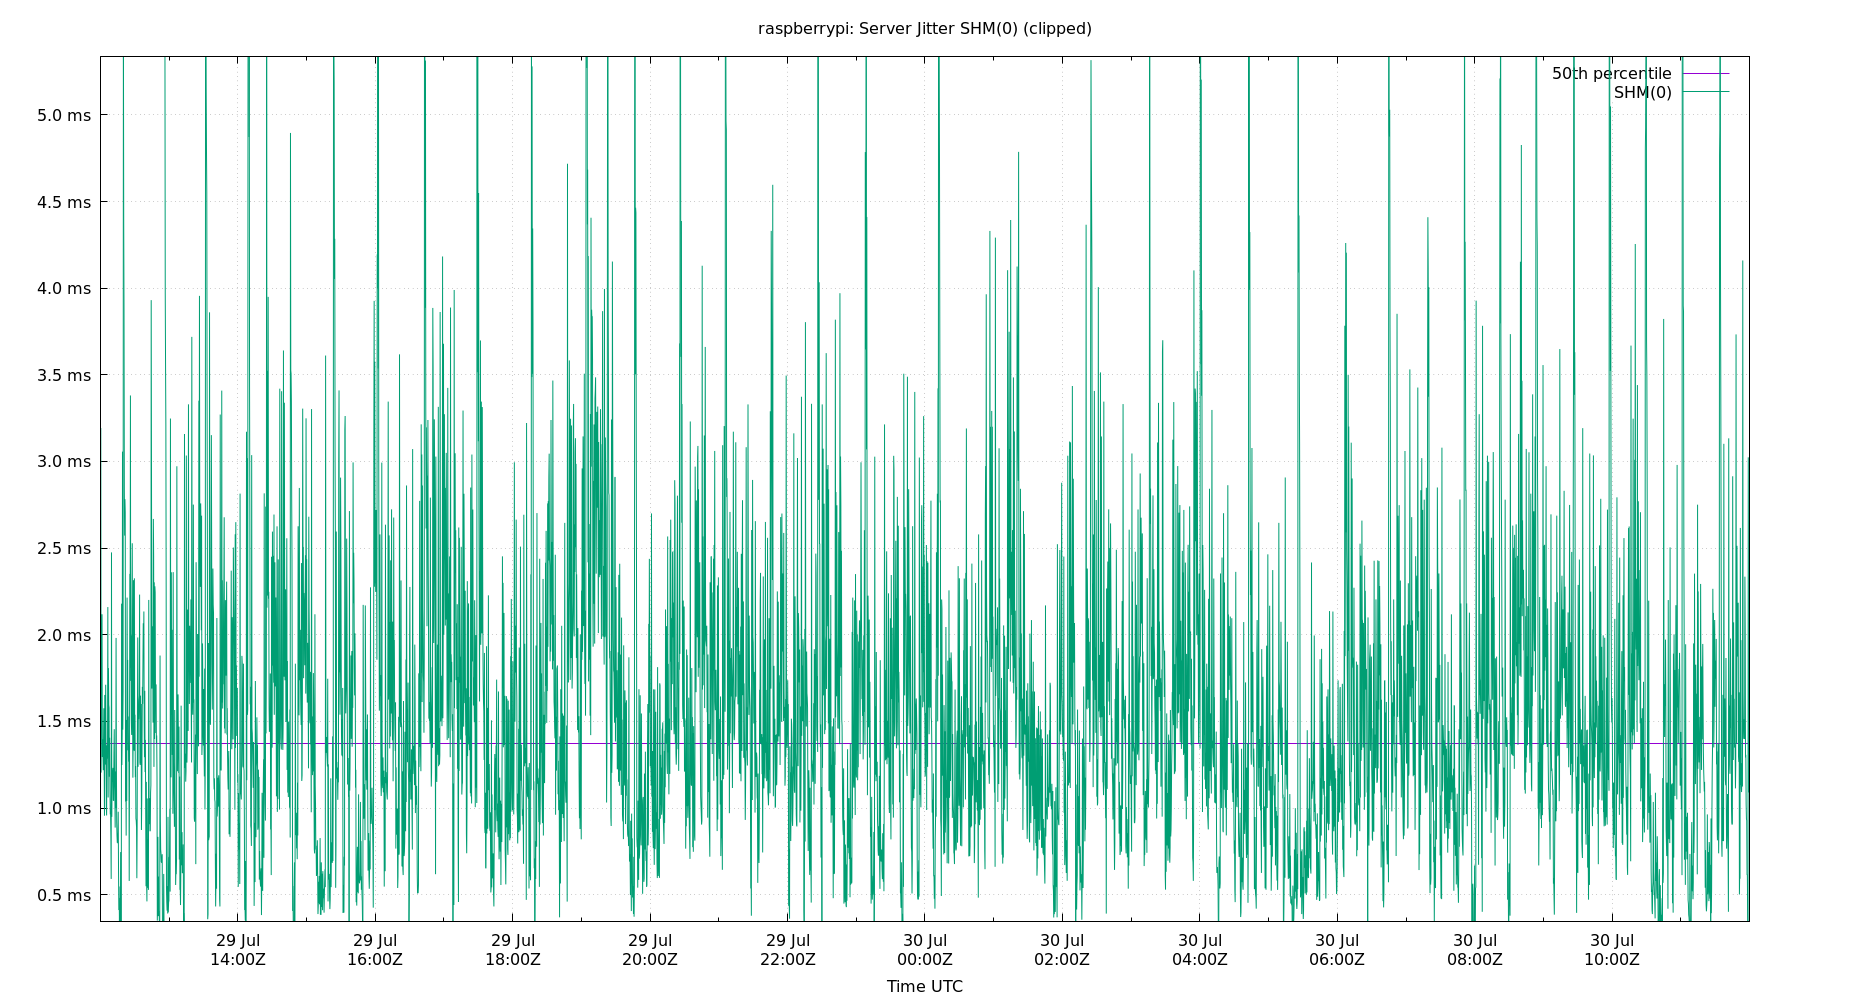 raspberrypi: Server Jitter SHM(0) (clipped)
50th percentile
SHM(0)
5.0 ms
4.5 ms
4.0 ms
3.5 ms
3.0 ms
2.5 ms
2.0 ms
1.5 ms
1.0 ms
0.5 ms
29 Jul 29 Jul 29 Jul 29 Jul 29 Jul 30 Jul 30 Jul 30 Jul 30 Jul 30 Jul 30 Jul
14:00Z 16:00Z 18:00Z 20:00Z 22:00Z 00:00Z 02:00Z 04:00Z 06:00Z 08:00Z 10:00Z
Time UTC